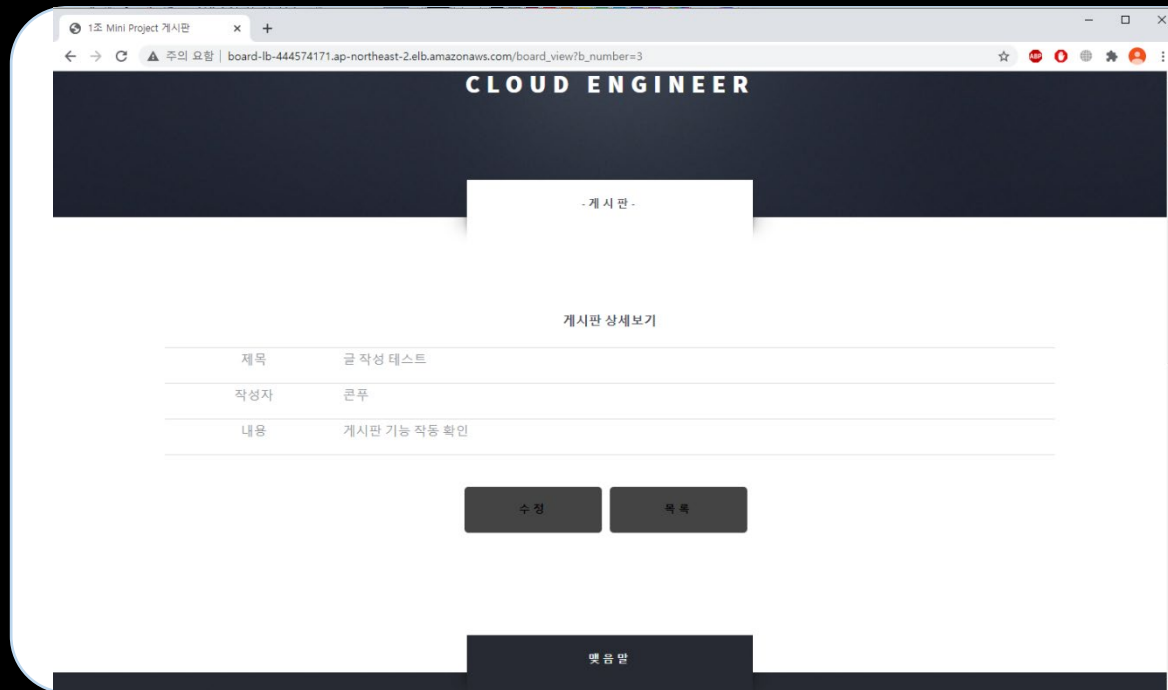 1조 Mini Project 게시판
주의 요함 | board-lb-444574171.ap-northeast-2.elb.amazonaws.com/board_view?b_number=3
ABP
CLOUD ENGINEER
- 게 시 판 -
게시판 상세보기
제목 글 작성 테스트
작성자 콘푸
내용 게시판 기능 작동 확인
수 정 목 록
맺 음 말